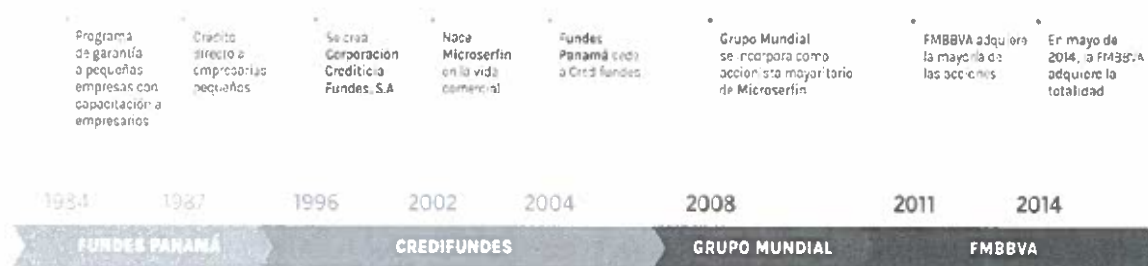 Programa
de garantía
a pequeñas
empresas con
capacitación a
empresarios
Crédito
directo a
empresarias
pequeños
Se crea
Corporación
Crediticia
Fundes, S.A
Nace
Microserfin
en la vida
comercial
Fundes
Panamá cede
a Credifundes
Grupo Mundial
se incorpora como
accionista mayoritario
de Microserfin
FMBBVA adquiere
la mayoría de
las acciones
En mayo de
2014, la FMBBVA
adquiere la
totalidad
1984 1987 1996 2002 2004 2008 2011 2014
FUNDES PANAMÁ CREDIFUNDES GRUPO MUNDIAL FMBBVA